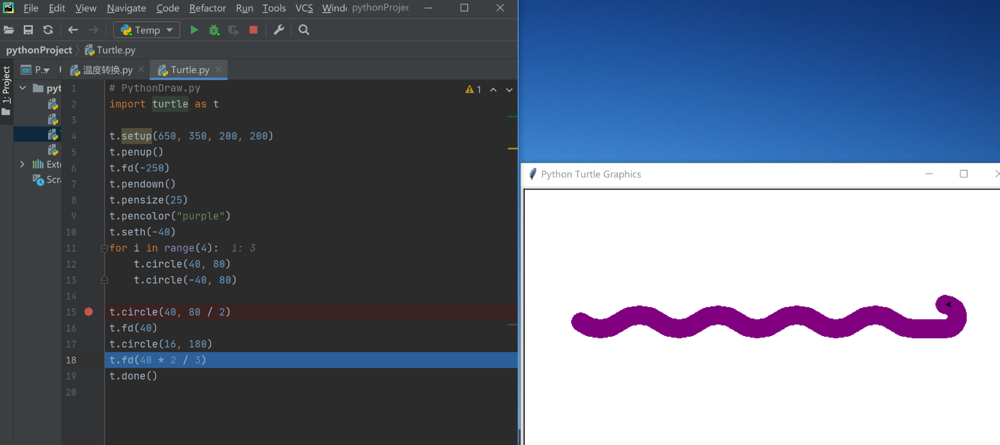 PC File Edit View Navigate Code Refactor Run Tools VCS Wind pythonProjec
Temp
pythonProject Turtle.py
1: Project
P... 温度转换.py Turtle.py
pyt
Exte
Scra
1 # PythonDraw.py
2 import turtle as t
3
4 t.setup(650, 350, 200, 200)
5 t.penup()
6 t.fd(-250)
7 t.pendown()
8 t.pensize(25)
9 t.pencolor("purple")
10 t.seth(-40)
11 for i in range(4): i: 3
12 t.circle(40, 80)
13 t.circle(-40, 80)
14
15 t.circle(40, 80 / 2)
16 t.fd(40)
17 t.circle(16, 180)
18 t.fd(40 * 2 / 3)
19 t.done()
20
1
Python Turtle Graphics